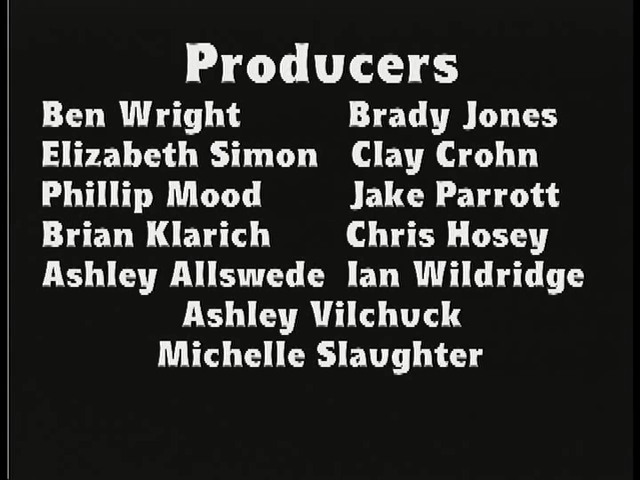 Producers
Ben Wright Brady Jones
Elizabeth Simon Clay Crohn
Phillip Mood Jake Parrott
Brian Klarich Chris Hosey
Ashley Allswede Ian Wildridge
Ashley Vilchuck
Michelle Slaughter